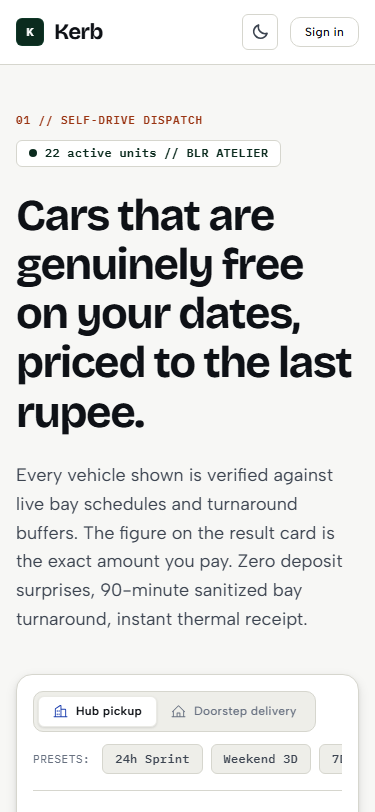 K Kerb Sign in
01 // SELF-DRIVE DISPATCH
22 active units // BLR ATELIER
Cars that are
genuinely free
on your dates,
priced to the last
rupee.
Every vehicle shown is verified against
live bay schedules and turnaround
buffers. The figure on the result card is
the exact amount you pay. Zero deposit
surprises, 90-minute sanitized bay
turnaround, instant thermal receipt.
Hub pickup Doorstep delivery
PRESETS: 24h Sprint Weekend 3D